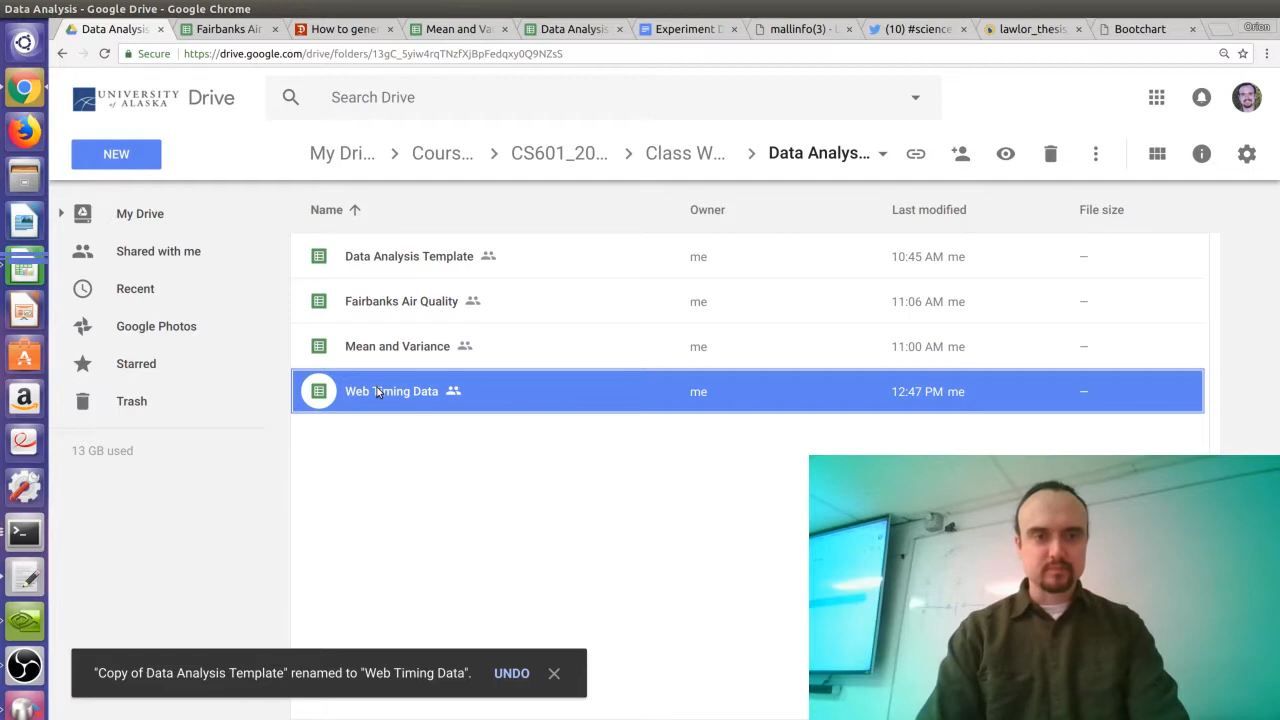 Data Analysis - Google Drive - Google Chrome
Data Analysis
Fairbanks Air
How to gener
Mean and Var
Data Analysis
Experiment D
mallinfo(3) - L
(10) #science
lawlor_thesis
Bootchart
Orion
Secure
https://drive.google.com/drive/folders/13gC_5yiw4rqTNzfXjBpFedqxy0Q9NZsS
UNIVERSITY of ALASKA
Drive
Search Drive
NEW
My Dri... > Cours... > CS601_20... > Class W... > Data Analys...
My Drive
Shared with me
Recent
Google Photos
Starred
Trash
13 GB used
Name Owner Last modified File size
Data Analysis Template me 10:45 AM me –
Fairbanks Air Quality me 11:06 AM me –
Mean and Variance me 11:00 AM me –
Web Timing Data me 12:47 PM me –
"Copy of Data Analysis Template" renamed to "Web Timing Data". UNDO